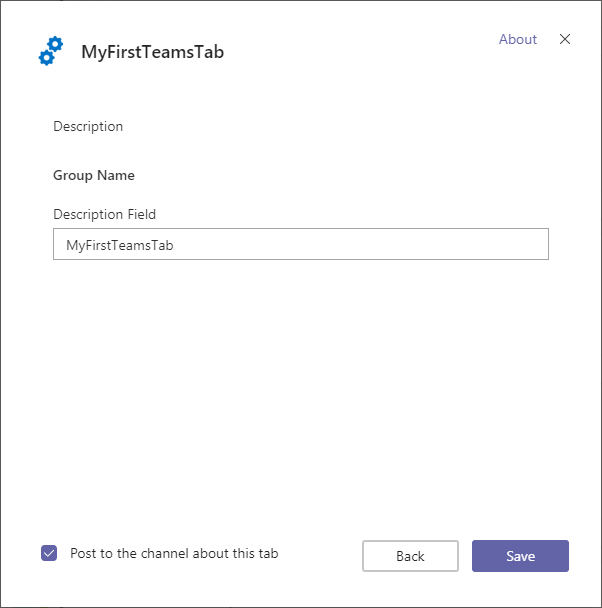 MyFirstTeamsTab
About
Description
Group Name
Description Field
MyFirstTeamsTab
Post to the channel about this tab
Back
Save